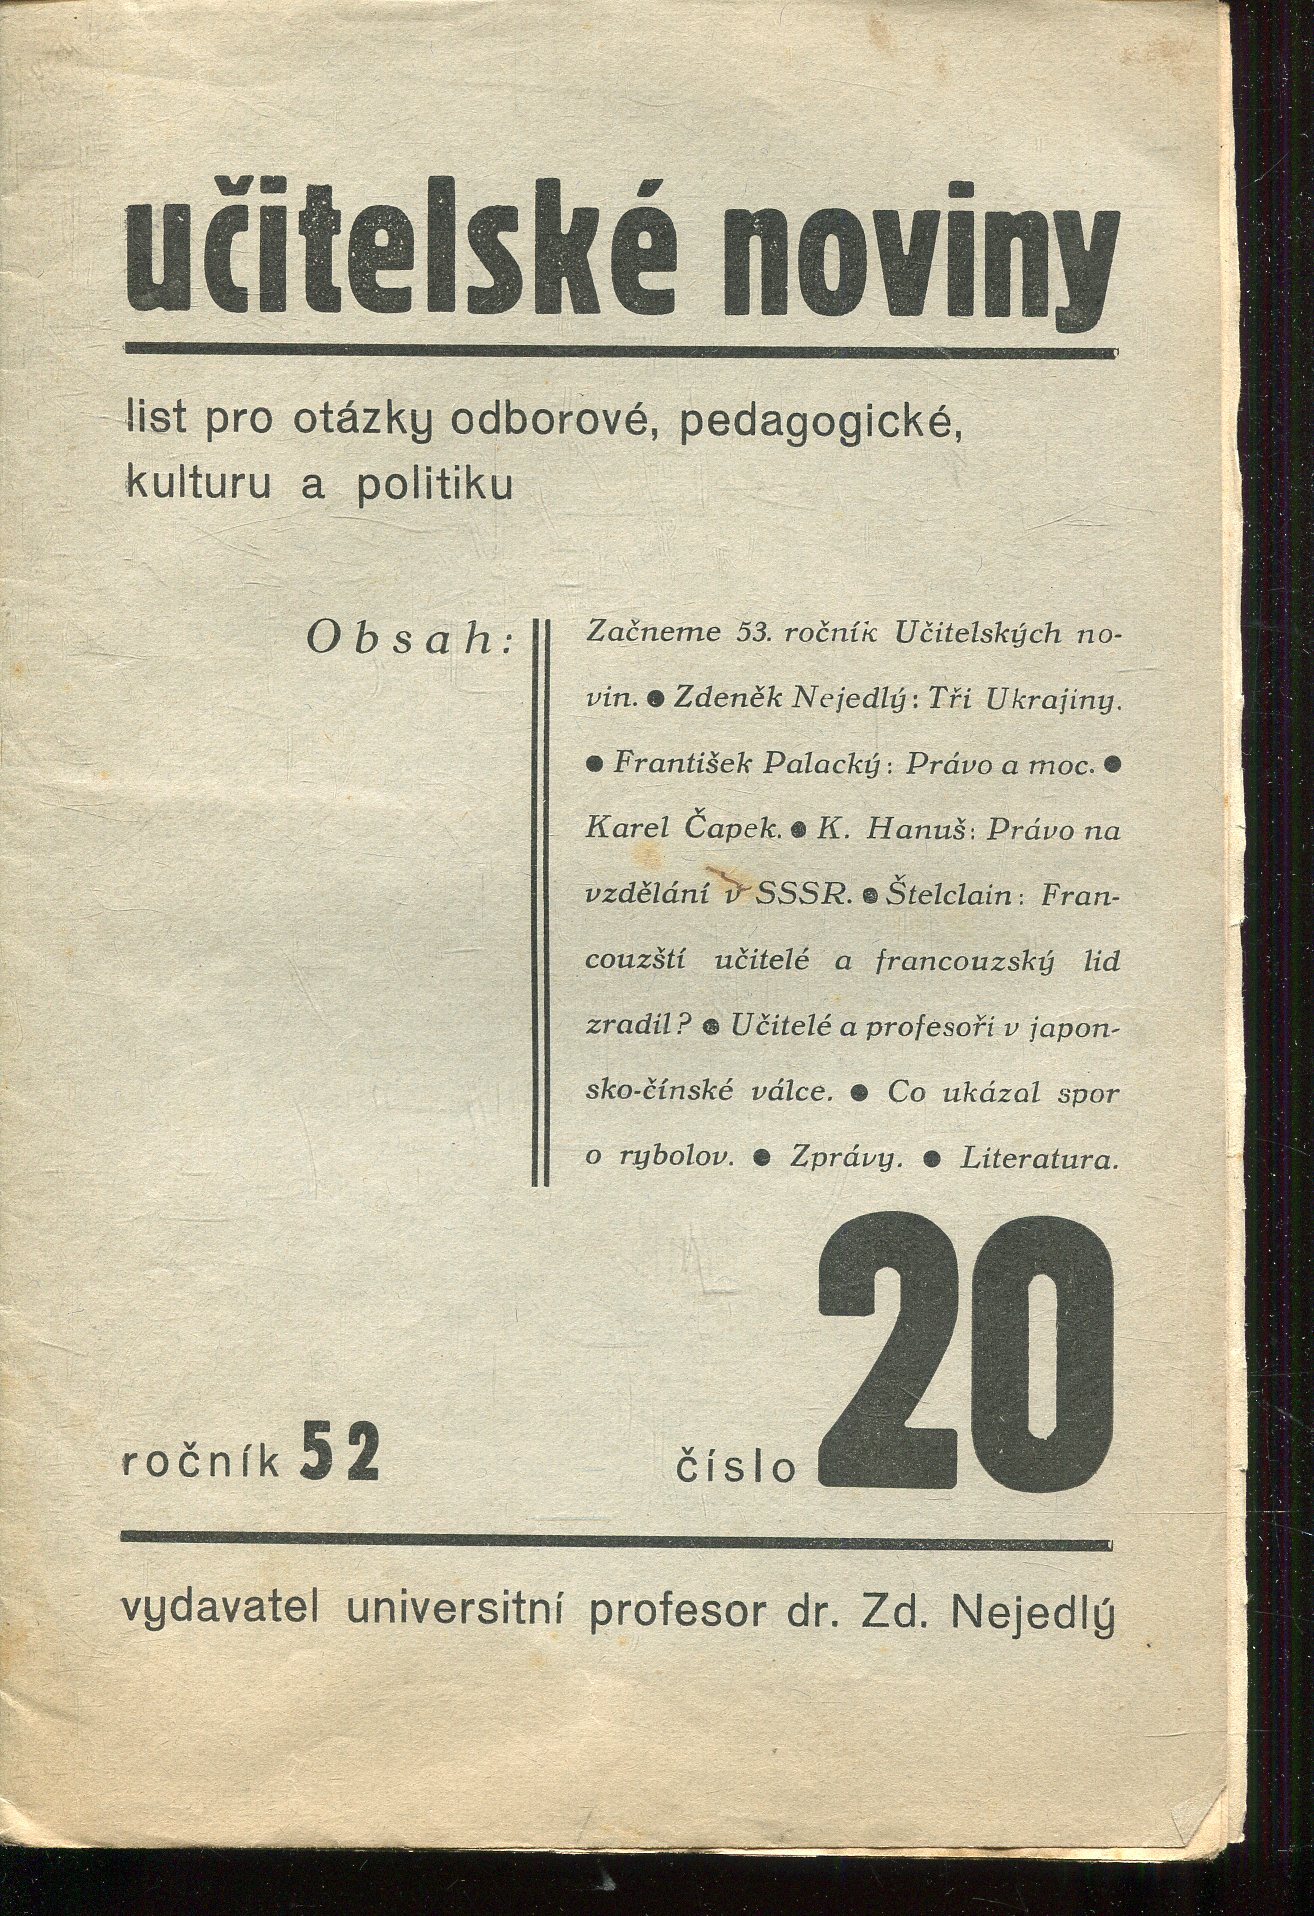 učitelské noviny
list pro otázky odborové, pedagogické,
kulturu a politiku
Obsah:
Začneme 53. ročník Učitelských no-
vin. ● Zdeněk Nejedlý: Tři Ukrajiny.
● František Palacký: Právo a moc. ●
Karel Čapek. ● K. Hanuš: Právo na
vzdělání v SSSR. ● Štelclain: Fran-
couzští učitelé a francouzský lid
zradil? ● Učitelé a profesoři v japon-
sko-čínské válce. ● Co ukázal spor
o rybolov. ● Zprávy. ● Literatura.
ročník 52
číslo 20
vydavatel universitní profesor dr. Zd. Nejedlý